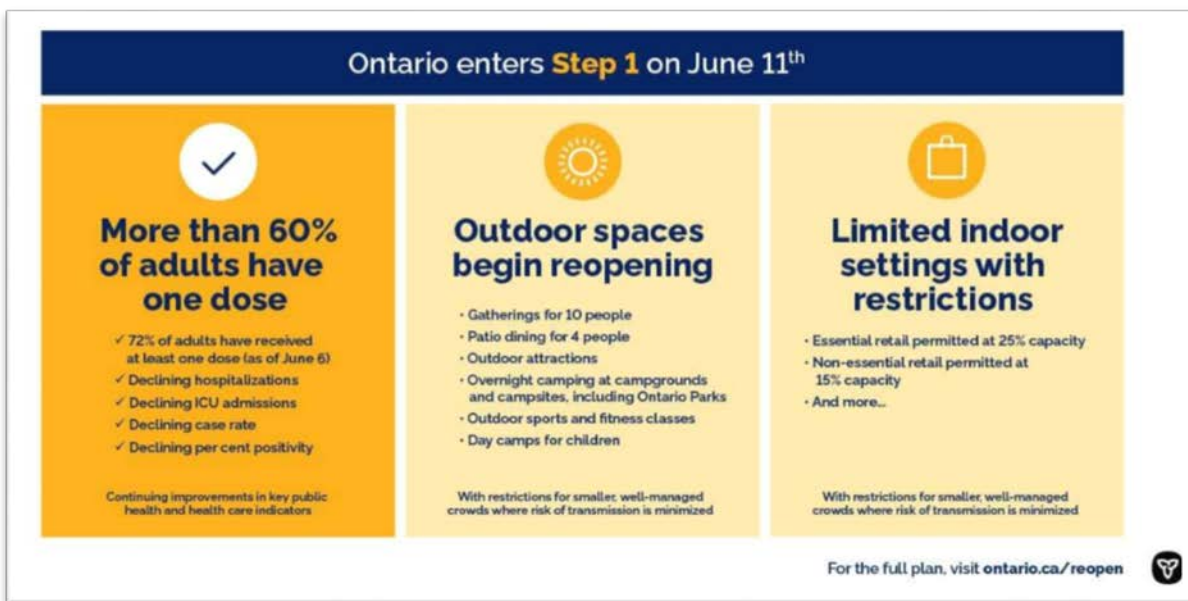 Ontario enters Step 1 on June 11th
More than 60%
of adults have
one dose
✓ 72% of adults have received
at least one dose (as of June 6)
✓ Declining hospitalizations
✓ Declining ICU admissions
✓ Declining case rate
✓ Declining per cent positivity
Continuing improvements in key public
health and health care indicators
Outdoor spaces
begin reopening
• Gatherings for 10 people
• Patio dining for 4 people
• Outdoor attractions
• Overnight camping at campgrounds
and campsites, including Ontario Parks
• Outdoor sports and fitness classes
• Day camps for children
With restrictions for smaller, well-managed
crowds where risk of transmission is minimized
Limited indoor
settings with
restrictions
• Essential retail permitted at 25% capacity
• Non-essential retail permitted at
15% capacity
• And more...
With restrictions for smaller, well-managed
crowds where risk of transmission is minimized
For the full plan, visit ontario.ca/reopen